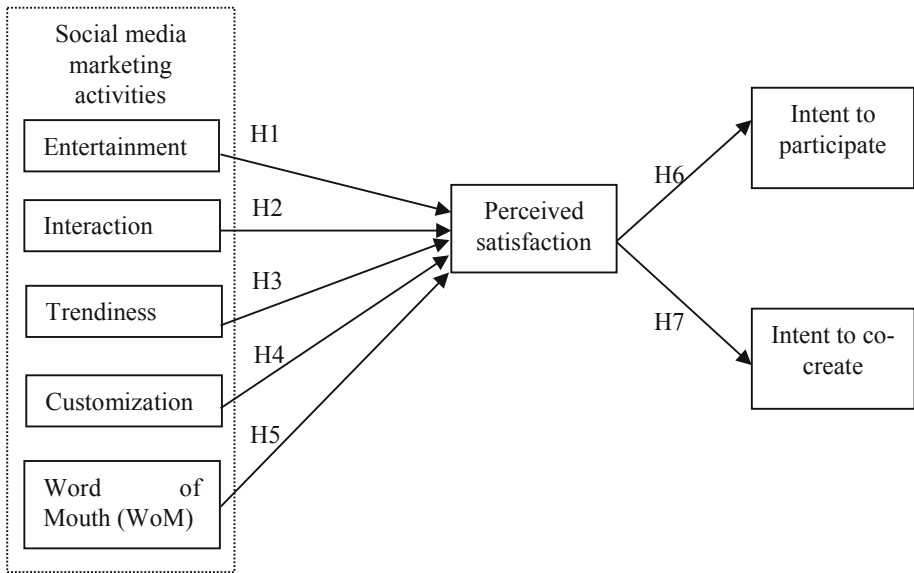 Social media
marketing
activities
Entertainment
H1
Interaction
H2
Trendiness
H3
Customization
H4
Word of
Mouth (WoM)
H5
Perceived
satisfaction
H6
Intent to
participate
H7
Intent to co-
create